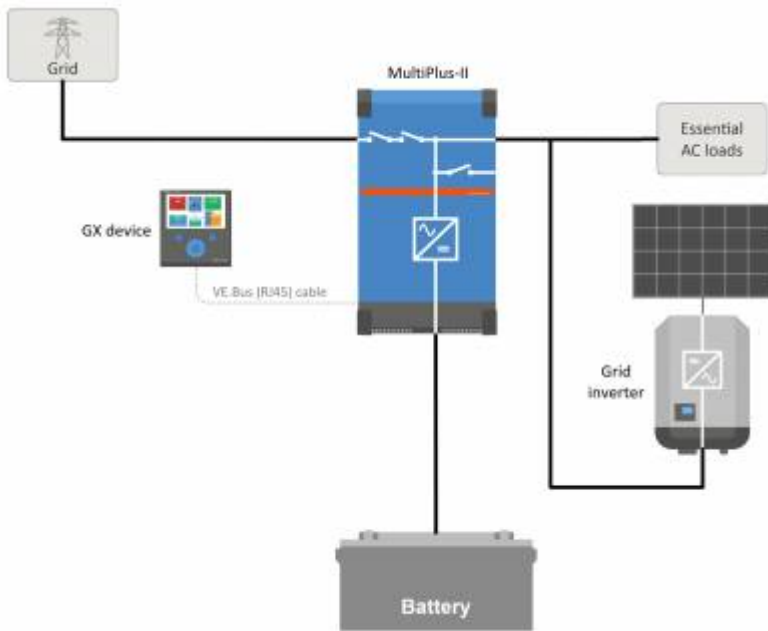 Grid
MultiPlus-II
Essential
AC loads
GX device
VE.Bus (RJ45) cable
Grid
inverter
Battery